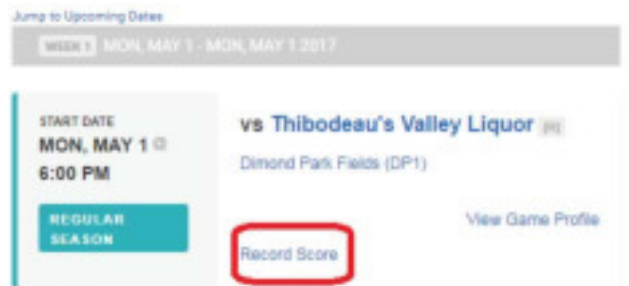 Jump to Upcoming Dates
WEEK 1 MON, MAY 1 - MON, MAY 1 2017
START DATE
MON, MAY 1
6:00 PM
REGULAR
SEASON
vs Thibodeau's Valley Liquor
Dimond Park Fields (DP1)
View Game Profile
Record Score